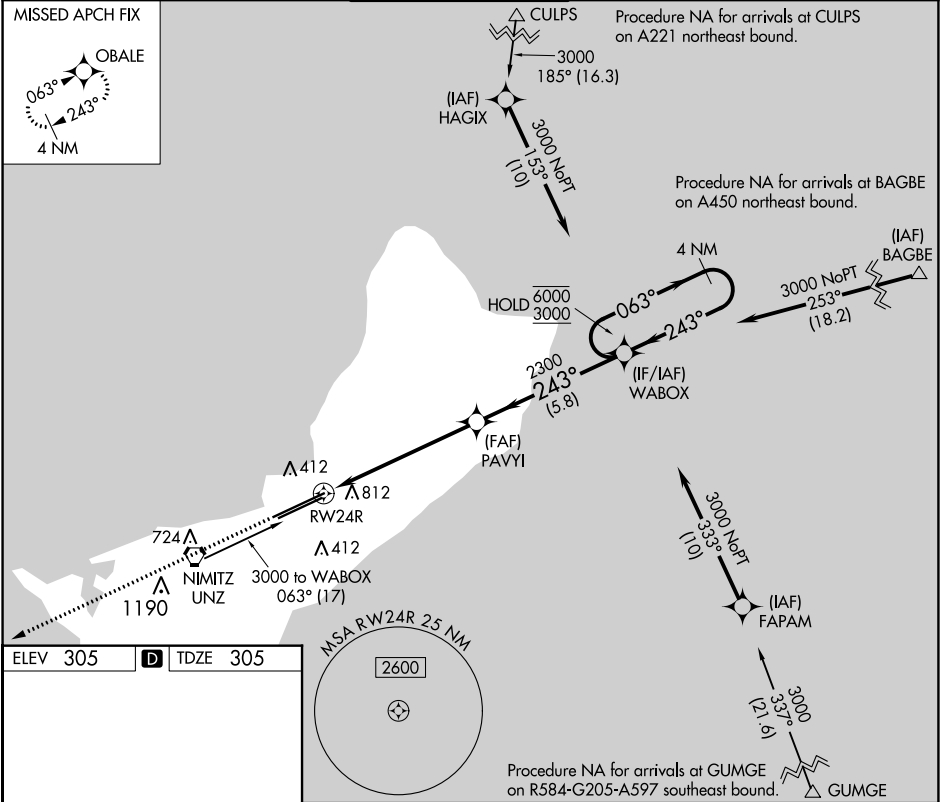 MISSED APCH FIX
OBALE
063°
243°
4 NM
CULPS
Procedure NA for arrivals at CULPS
on A221 northeast bound.
3000
185° (16.3)
(IAF)
HAGIX
3000 NoPT
153°
(10)
Procedure NA for arrivals at BAGBE
on A450 northeast bound.
(IAF)
BAGBE
4 NM
3000 NoPT
253°
(18.2)
HOLD
6000
3000
063°
243°
(IF/IAF)
WABOX
2300
243°
(5.8)
(FAF)
PAVYI
412
812
RW24R
724
412
NIMITZ
UNZ
3000 to WABOX
063° (17)
1190
3000 NoPT
333°
(10)
(IAF)
FAPAM
ELEV 305
D
TDZE 305
MSA RW24R 25 NM
2600
3000
337°
(21.6)
Procedure NA for arrivals at GUMGE
on R584-G205-A597 southeast bound.
GUMGE